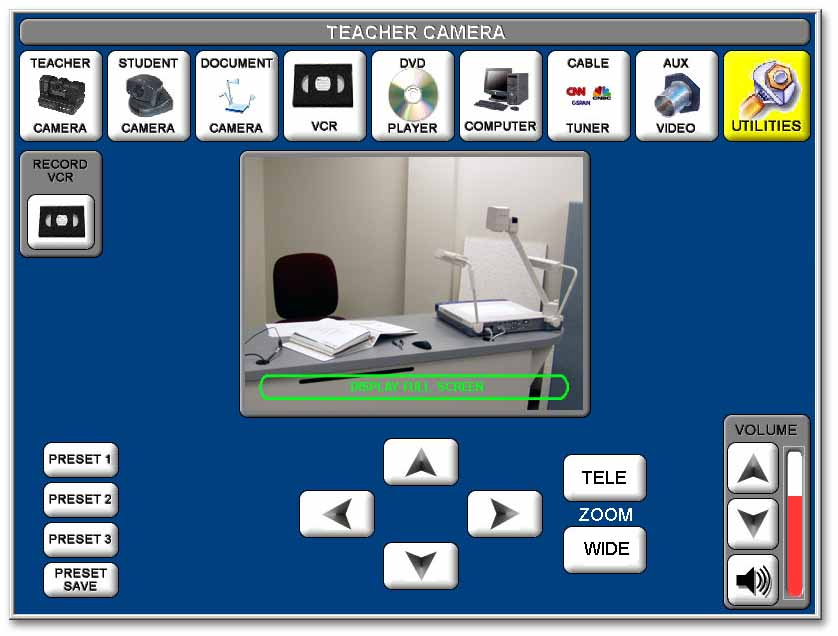 TEACHER CAMERA
TEACHER
CAMERA
STUDENT
CAMERA
DOCUMENT
CAMERA
VCR
DVD
PLAYER
COMPUTER
CABLE
CNN
CNBC
C-SPAN
TUNER
AUX
VIDEO
UTILITIES
RECORD
VCR
DISPLAY FULL SCREEN
PRESET 1
PRESET 2
PRESET 3
PRESET
SAVE
TELE
ZOOM
WIDE
VOLUME